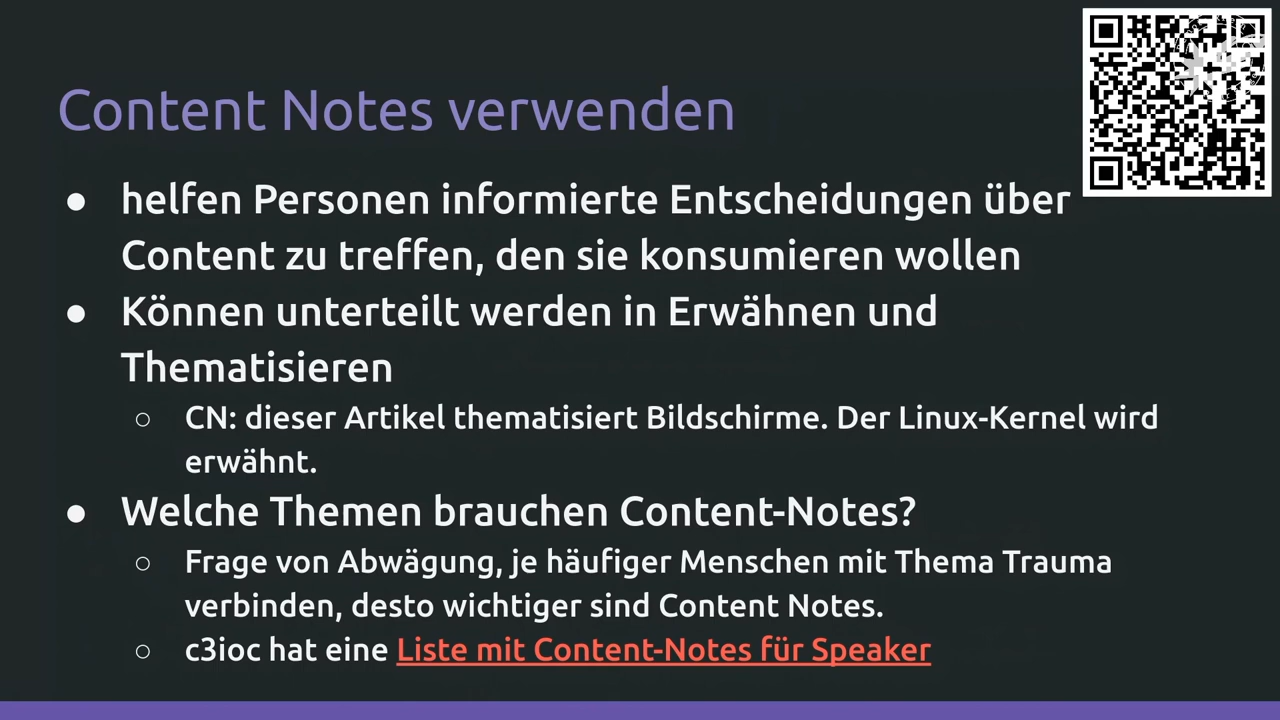 Content Notes verwenden
● helfen Personen informierte Entscheidungen über
Content zu treffen, den sie konsumieren wollen
● Können unterteilt werden in Erwähnen und
Thematisieren
○ CN: dieser Artikel thematisiert Bildschirme. Der Linux-Kernel wird
erwähnt.
● Welche Themen brauchen Content-Notes?
○ Frage von Abwägung, je häufiger Menschen mit Thema Trauma
verbinden, desto wichtiger sind Content Notes.
○ c3ioc hat eine Liste mit Content-Notes für Speaker